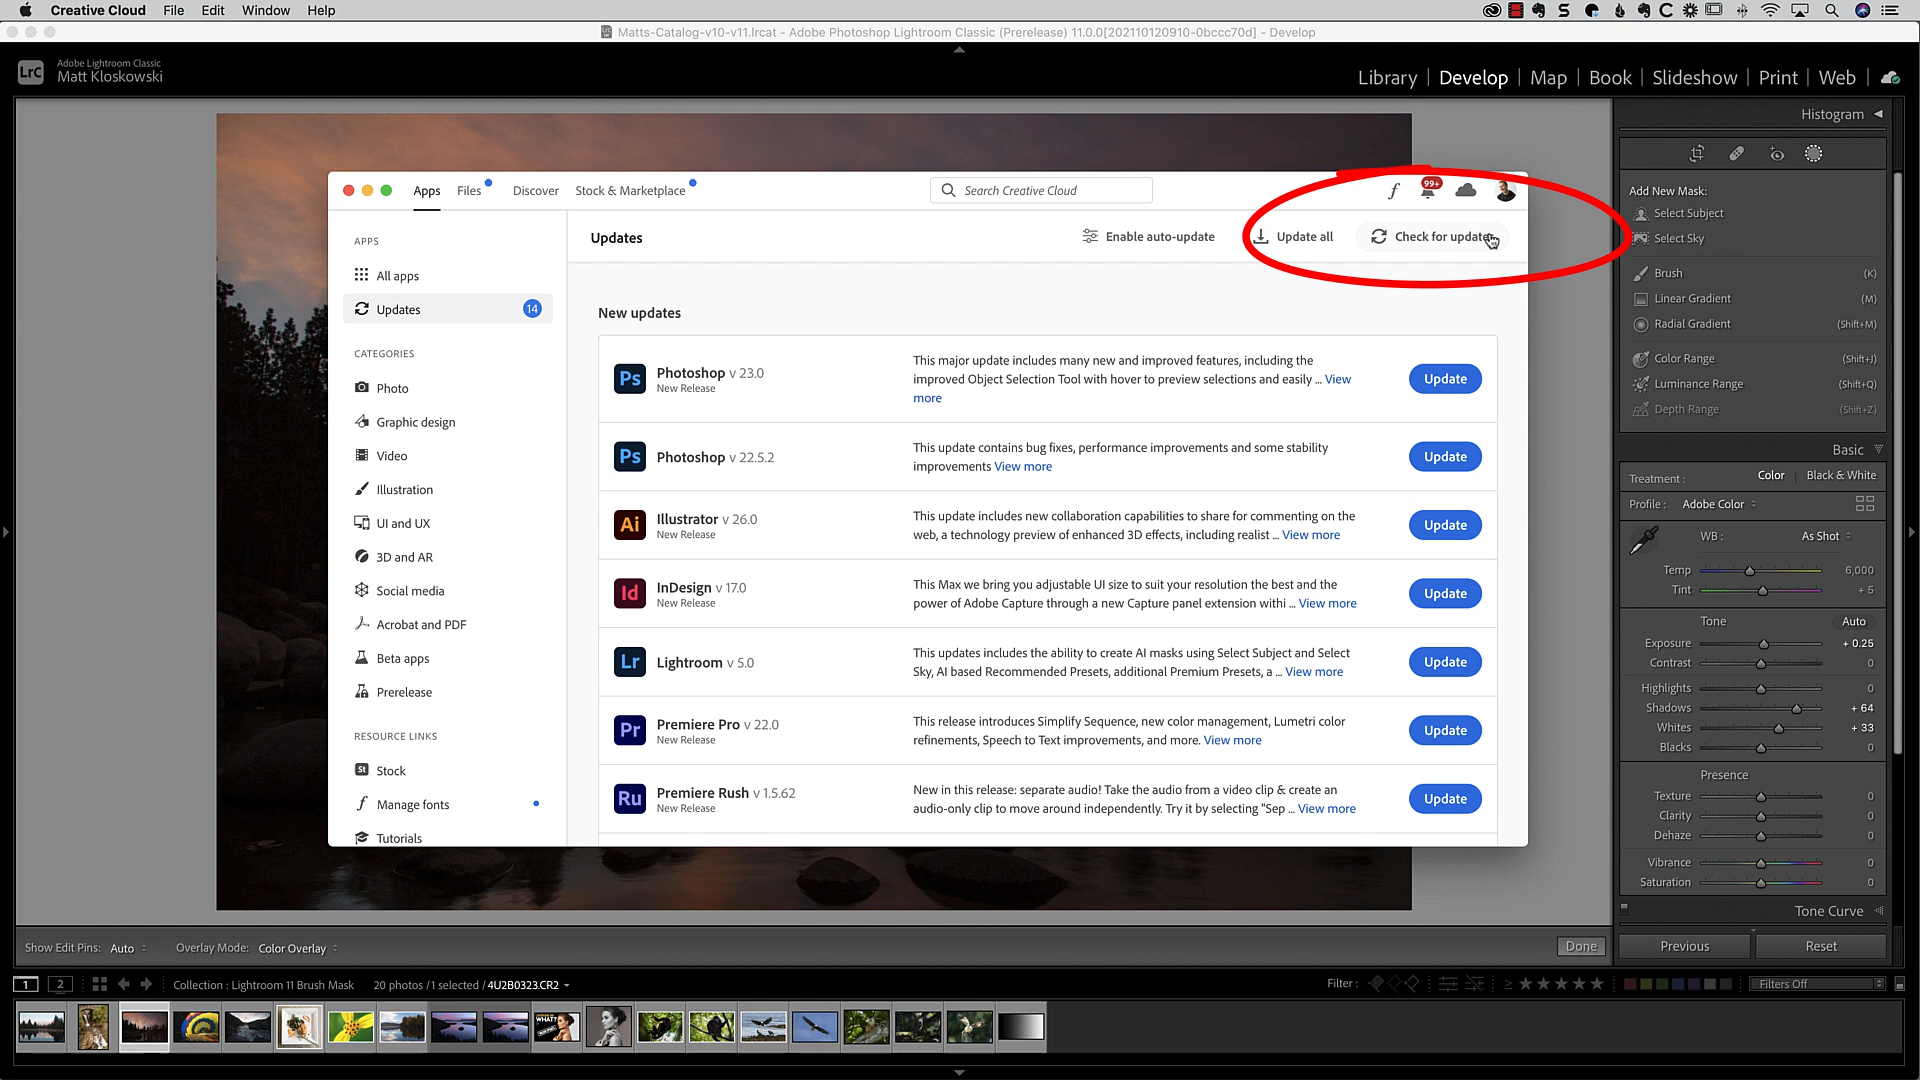 Creative Cloud File Edit Window Help
Matts-Catalog-v10-v11.lrcat - Adobe Photoshop Lightroom Classic (Prerelease) 11.0.0[202110120910-0bccc70d] - Develop
LrC
Adobe Lightroom Classic
Matt Kloskowski
Library | Develop | Map | Book | Slideshow | Print | Web
Histogram
Add New Mask:
Select Subject
Select Sky
Brush (K)
Linear Gradient (M)
Radial Gradient (Shift+M)
Color Range (Shift+J)
Luminance Range (Shift+Q)
Depth Range (Shift+Z)
Basic
Treatment : Color | Black & White
Profile : Adobe Color
WB : As Shot
Temp 6,000
Tint + 5
Tone Auto
Exposure + 0.25
Contrast 0
Highlights 0
Shadows + 64
Whites + 33
Blacks 0
Presence
Texture 0
Clarity 0
Dehaze 0
Vibrance 0
Saturation 0
Tone Curve
Previous Reset
Apps Files Discover Stock & Marketplace
Search Creative Cloud
99+
APPS
All apps
Updates 14
CATEGORIES
Photo
Graphic design
Video
Illustration
UI and UX
3D and AR
Social media
Acrobat and PDF
Beta apps
Prerelease
RESOURCE LINKS
St Stock
Manage fonts
Tutorials
Updates
Enable auto-update Update all Check for updates
New updates
Ps Photoshop v 23.0
New Release
This major update includes many new and improved features, including the
improved Object Selection Tool with hover to preview selections and easily ... View
more
Update
Ps Photoshop v 22.5.2
This update contains bug fixes, performance improvements and some stability
improvements View more
Update
Ai Illustrator v 26.0
New Release
This update includes new collaboration capabilities to share for commenting on the
web, a technology preview of enhanced 3D effects, including realist ... View more
Update
Id InDesign v 17.0
New Release
This Max we bring you adjustable UI size to suit your resolution the best and the
power of Adobe Capture through a new Capture panel extension withi ... View more
Update
Lr Lightroom v 5.0
This updates includes the ability to create AI masks using Select Subject and Select
Sky, AI based Recommended Presets, additional Premium Presets, a ... View more
Update
Pr Premiere Pro v 22.0
New Release
This release introduces Simplify Sequence, new color management, Lumetri color
refinements, Speech to Text improvements, and more. View more
Update
Ru Premiere Rush v 1.5.62
New Release
New in this release: separate audio! Take the audio from a video clip & create an
audio-only clip to move around independently. Try it by selecting "Sep ... View more
Update
Show Edit Pins: Auto Overlay Mode: Color Overlay Done
1 2 Collection : Lightroom 11 Brush Mask 20 photos /1 selected / 4U2B0323.CR2
Filter : ≥ ★★★★★ Filters Off
WHAT?